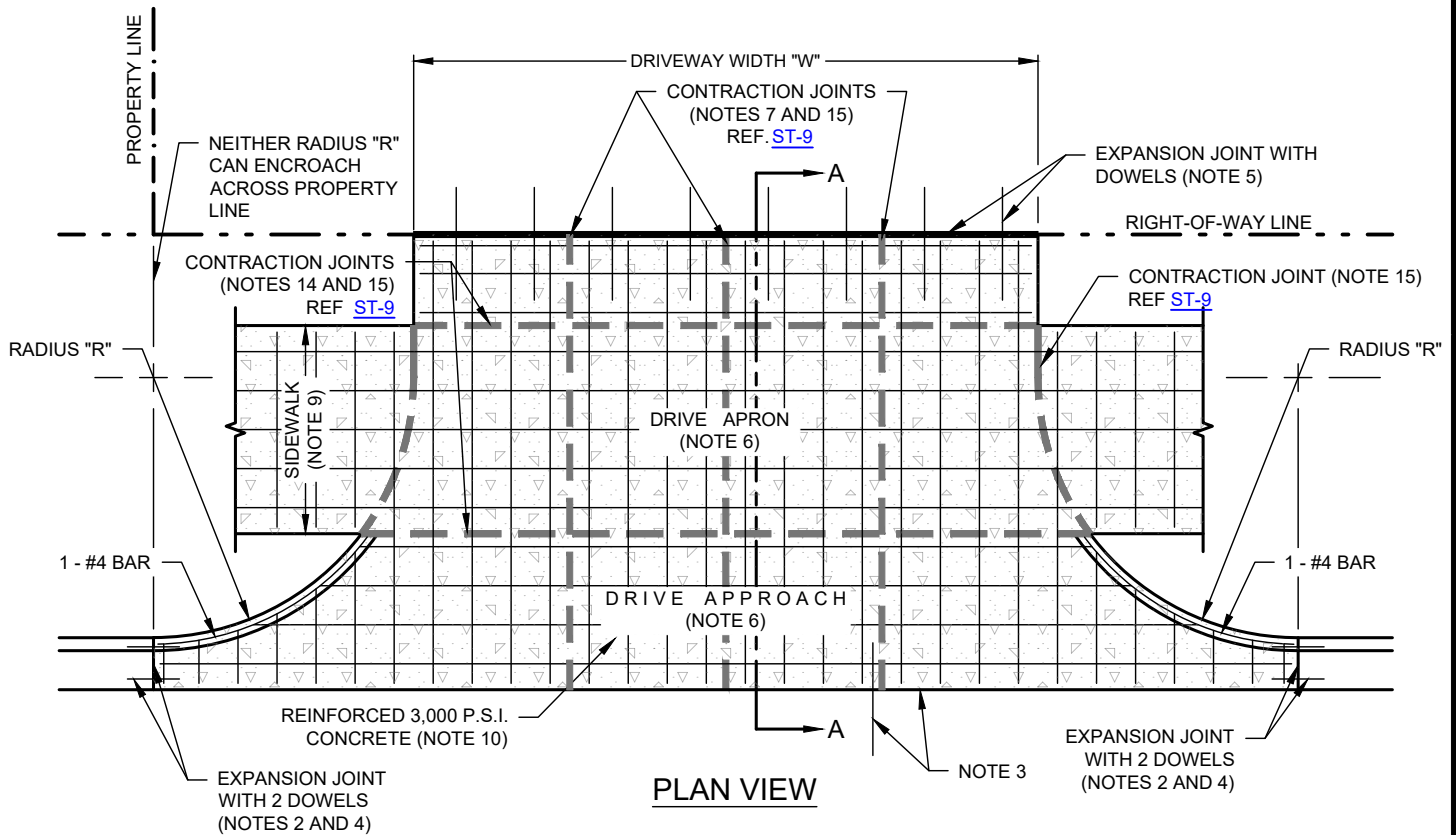 PROPERTY LINE
DRIVEWAY WIDTH "W"
CONTRACTION JOINTS
(NOTES 7 AND 15)
REF. ST-9
NEITHER RADIUS "R"
CAN ENCROACH
ACROSS PROPERTY
LINE
A
EXPANSION JOINT WITH
DOWELS (NOTE 5)
RIGHT-OF-WAY LINE
CONTRACTION JOINTS
(NOTES 14 AND 15)
REF ST-9
CONTRACTION JOINT (NOTE 15)
REF ST-9
RADIUS "R"
RADIUS "R"
SIDEWALK
(NOTE 9)
DRIVE APRON
(NOTE 6)
1 - #4 BAR
1 - #4 BAR
DRIVE APPROACH
(NOTE 6)
REINFORCED 3,000 P.S.I.
CONCRETE (NOTE 10)
A
EXPANSION JOINT
WITH 2 DOWELS
(NOTES 2 AND 4)
NOTE 3
EXPANSION JOINT
WITH 2 DOWELS
(NOTES 2 AND 4)
PLAN VIEW